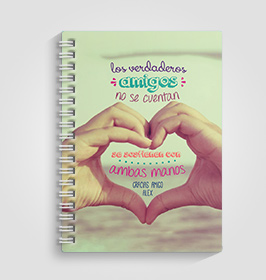 los verdaderos
amigos
no se cuentan
se sostienen con
ambas manos
GRACIAS AMIGO
ALEX